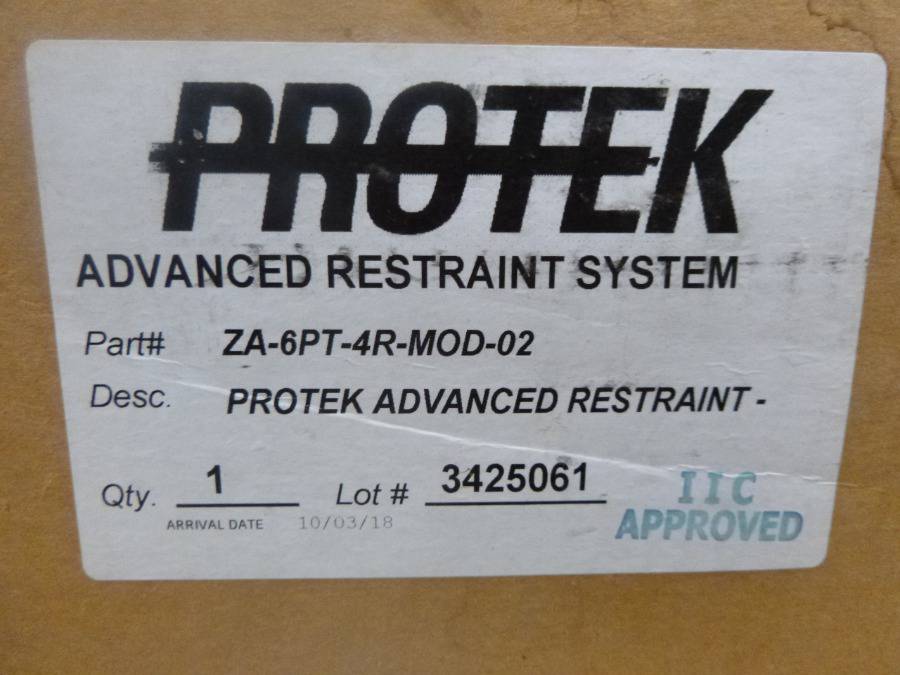 PROTEK
ADVANCED RESTRAINT SYSTEM
Part# ZA-6PT-4R-MOD-02
Desc. PROTEK ADVANCED RESTRAINT -
Qty. 1 Lot # 3425061
ARRIVAL DATE 10/03/18
IIC
APPROVED